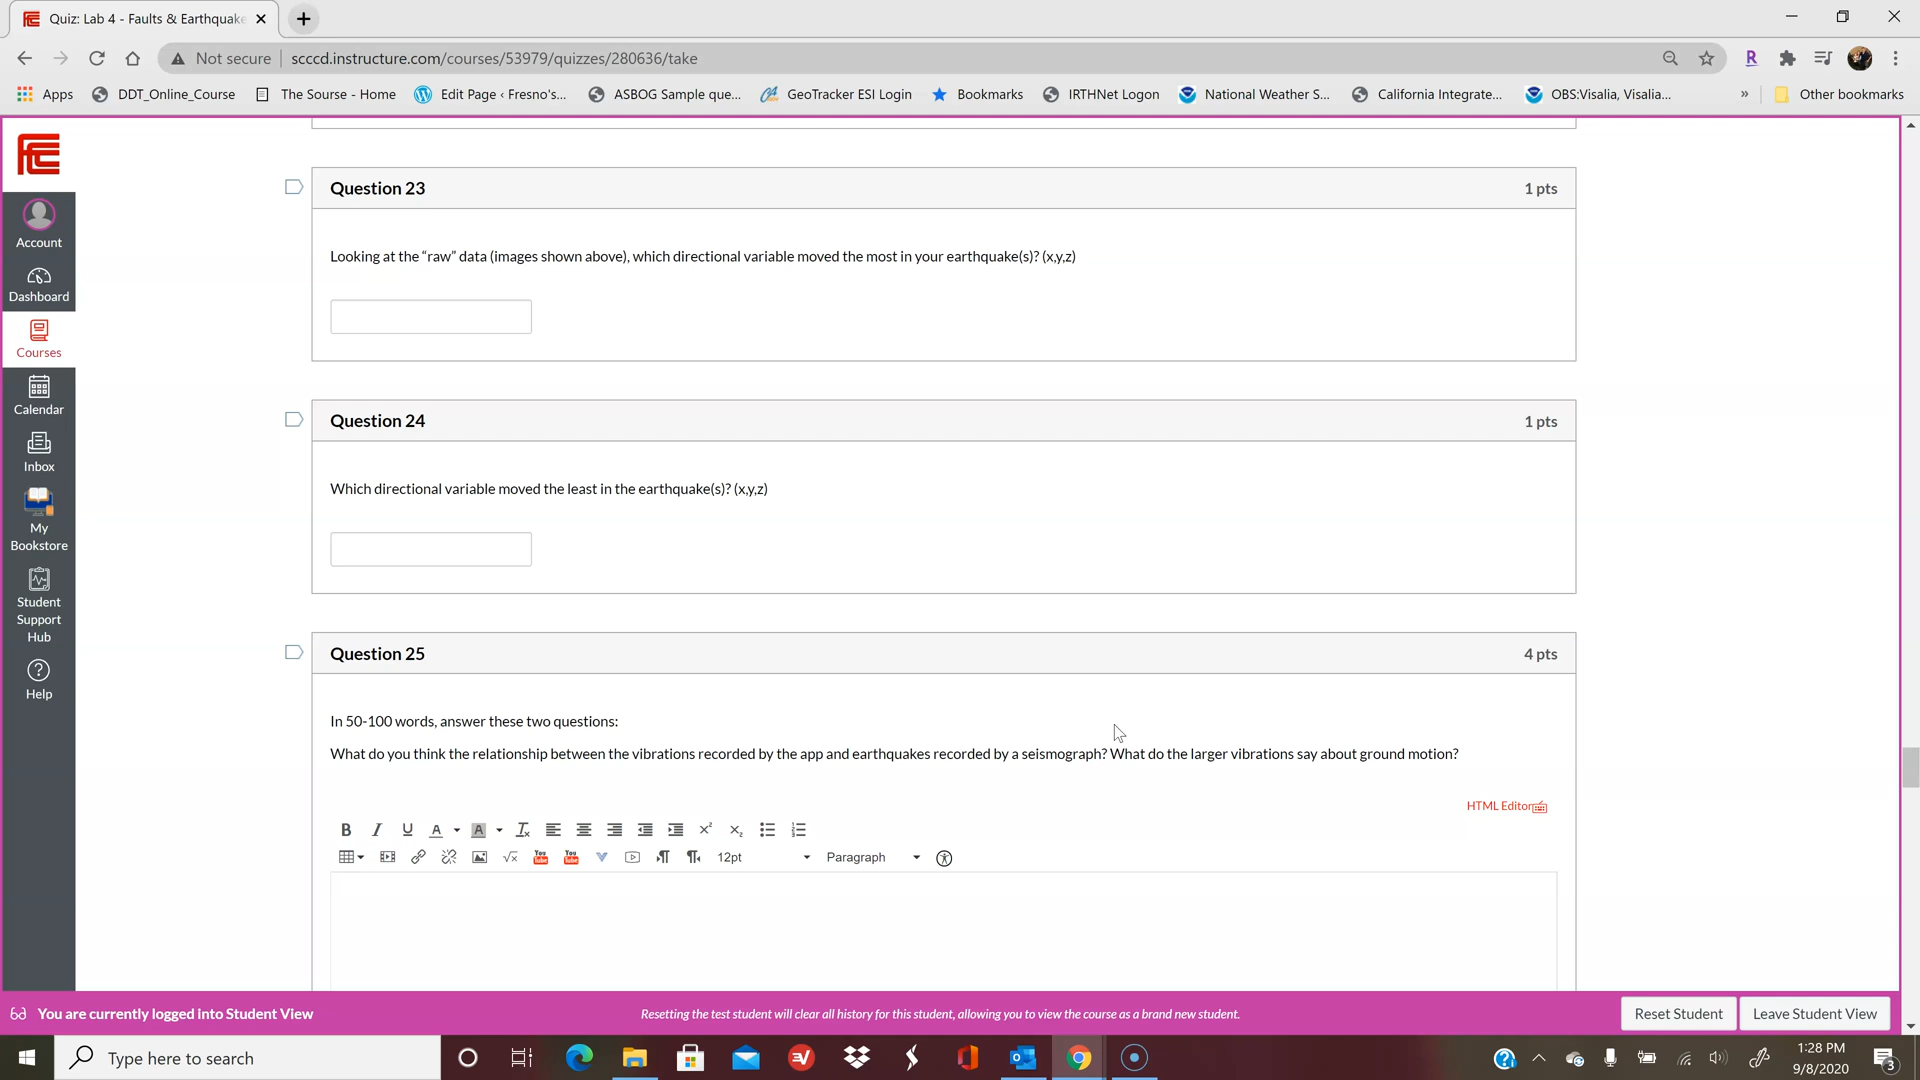 Quiz: Lab 4 - Faults & Earthquake
Not secure
scccd.instructure.com/courses/53979/quizzes/280636/take
R
Apps
DDT_Online_Course
The Sourse - Home
Edit Page ‹ Fresno's...
ASBOG Sample que...
GeoTracker ESI Login
Bookmarks
IRTHNet Logon
National Weather S...
California Integrate...
OBS:Visalia, Visalia...
»
Other bookmarks
Account
Dashboard
Courses
Calendar
Inbox
My
Bookstore
Student
Support
Hub
Help
Question 23
1 pts
Looking at the “raw” data (images shown above), which directional variable moved the most in your earthquake(s)? (x,y,z)
Question 24
1 pts
Which directional variable moved the least in the earthquake(s)? (x,y,z)
Question 25
4 pts
In 50-100 words, answer these two questions:
What do you think the relationship between the vibrations recorded by the app and earthquakes recorded by a seismograph? What do the larger vibrations say about ground motion?
HTML Editor
12pt
Paragraph
You are currently logged into Student View
Resetting the test student will clear all history for this student, allowing you to view the course as a brand new student.
Reset Student
Leave Student View
Type here to search
1:28 PM
9/8/2020
3